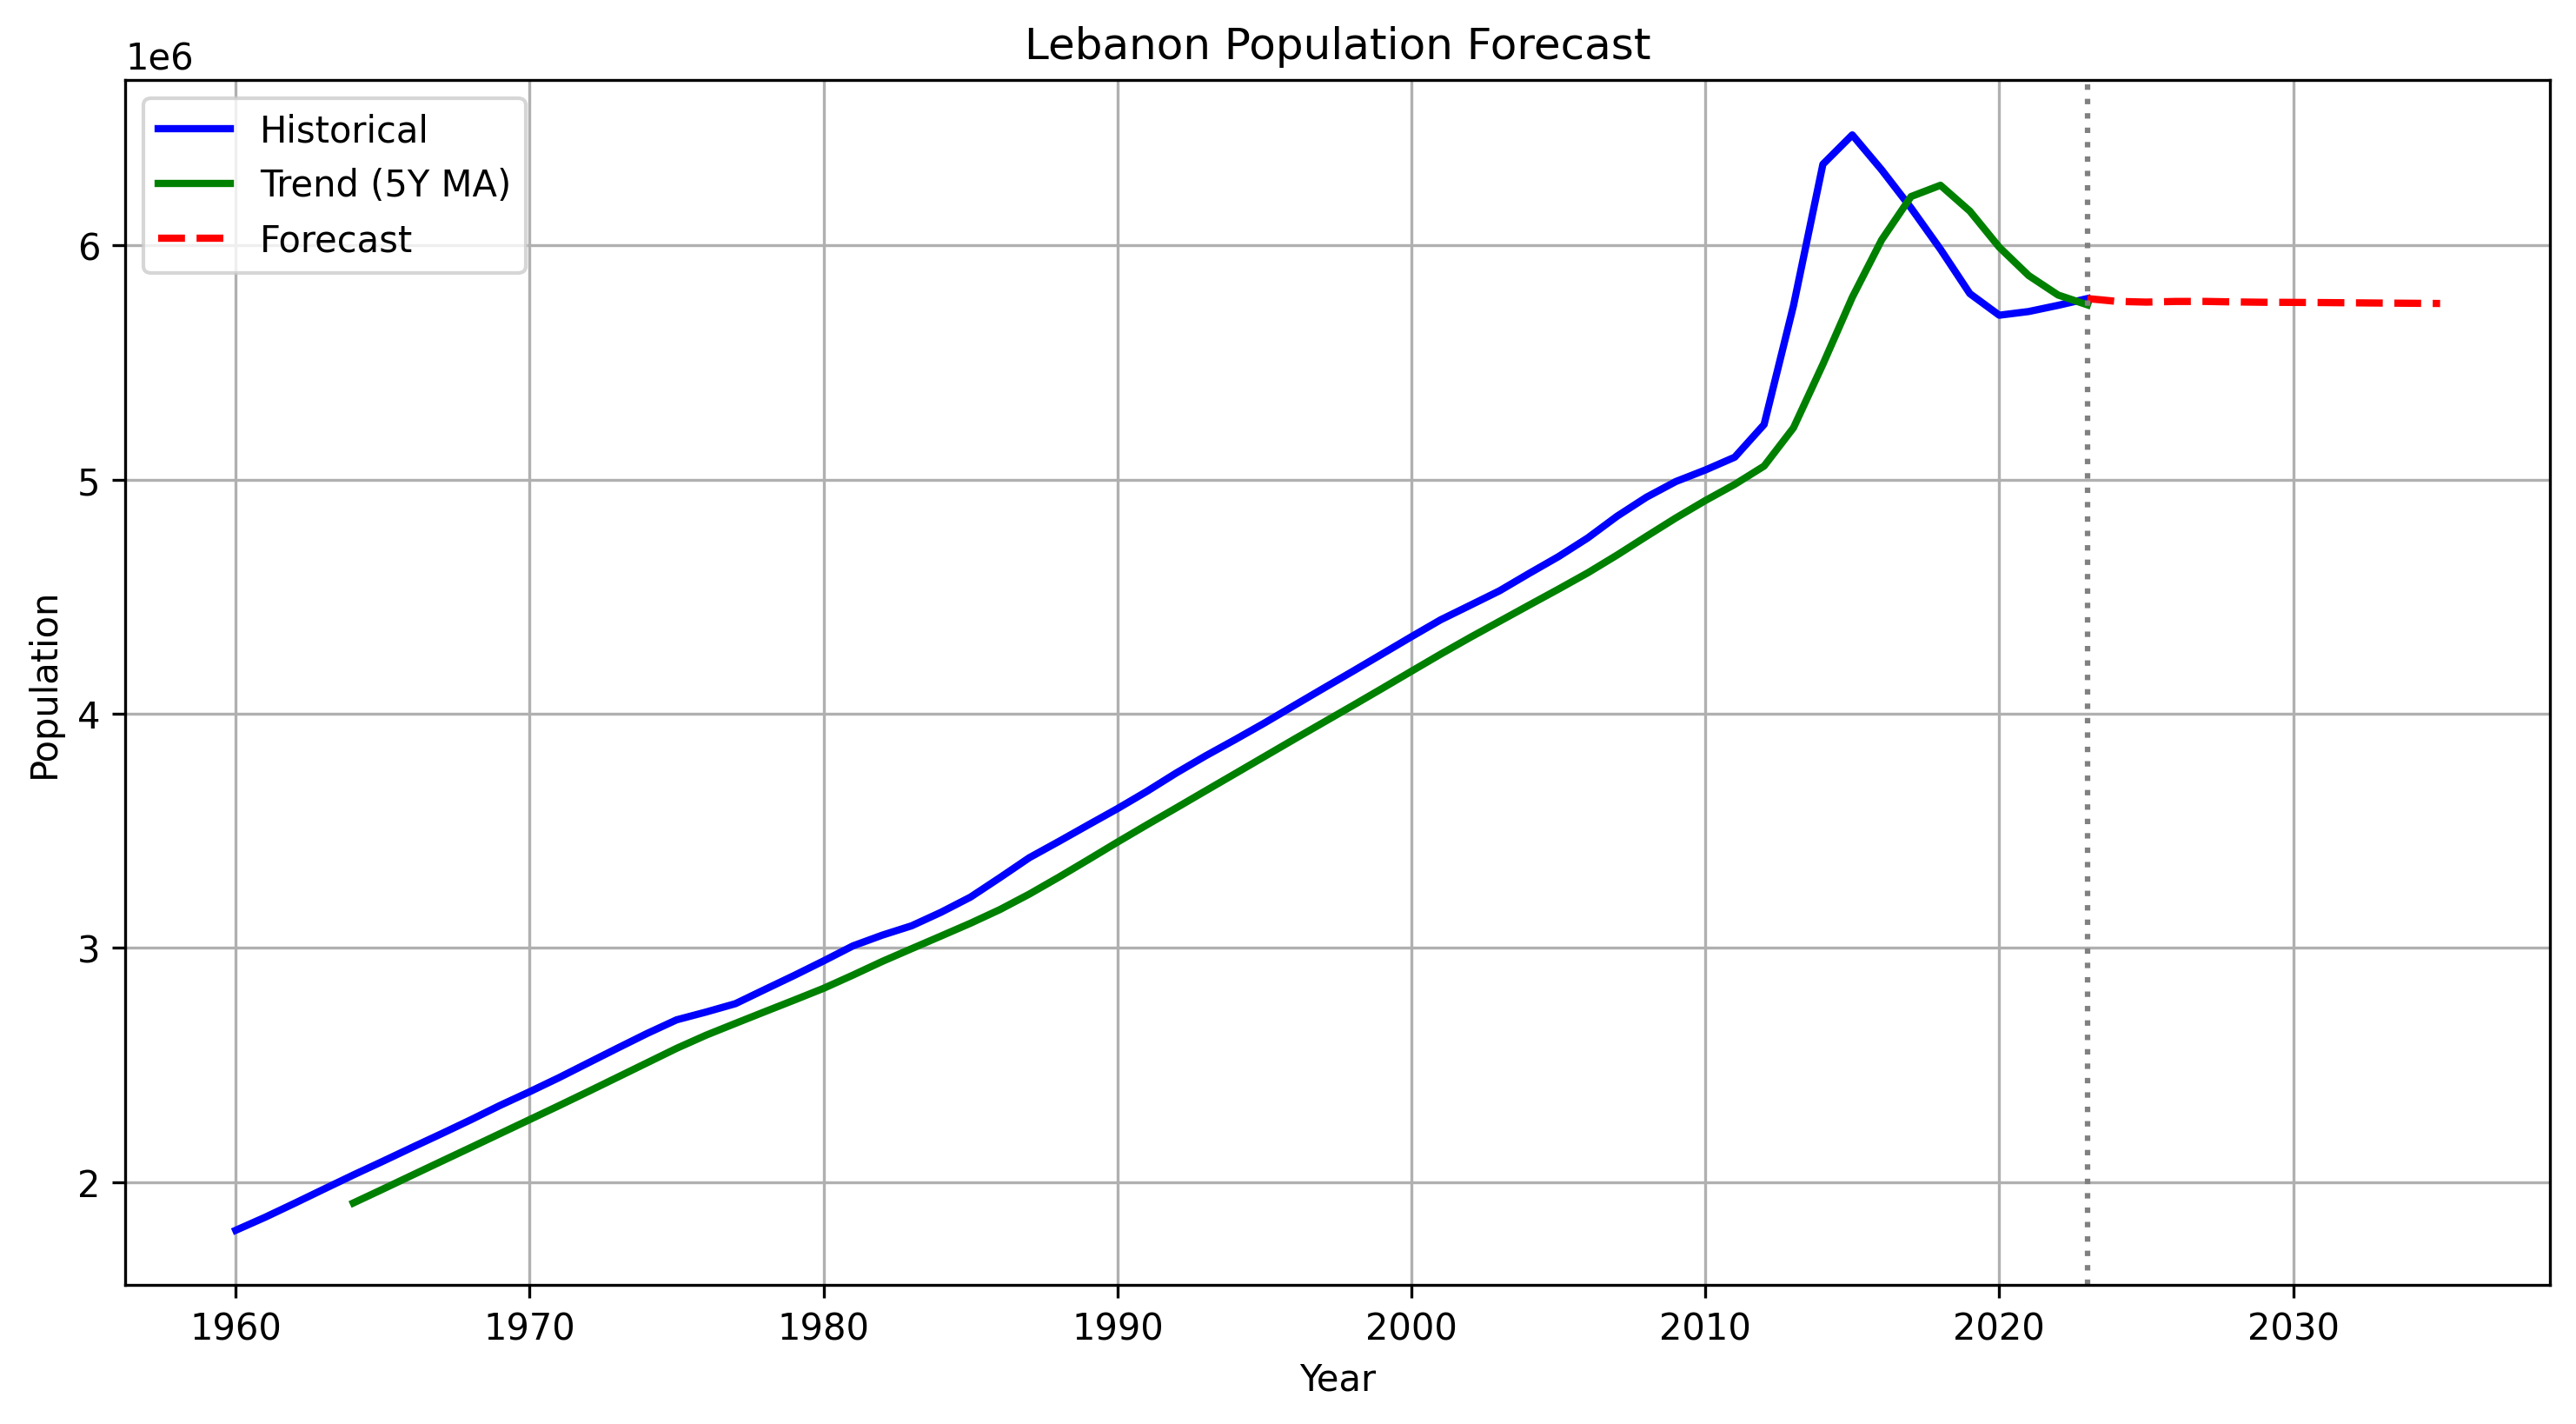 Lebanon Population Forecast
1e6
Historical
Trend (5Y MA)
Forecast
6
5
4
3
2
Population
1960 1970 1980 1990 2000 2010 2020 2030
Year